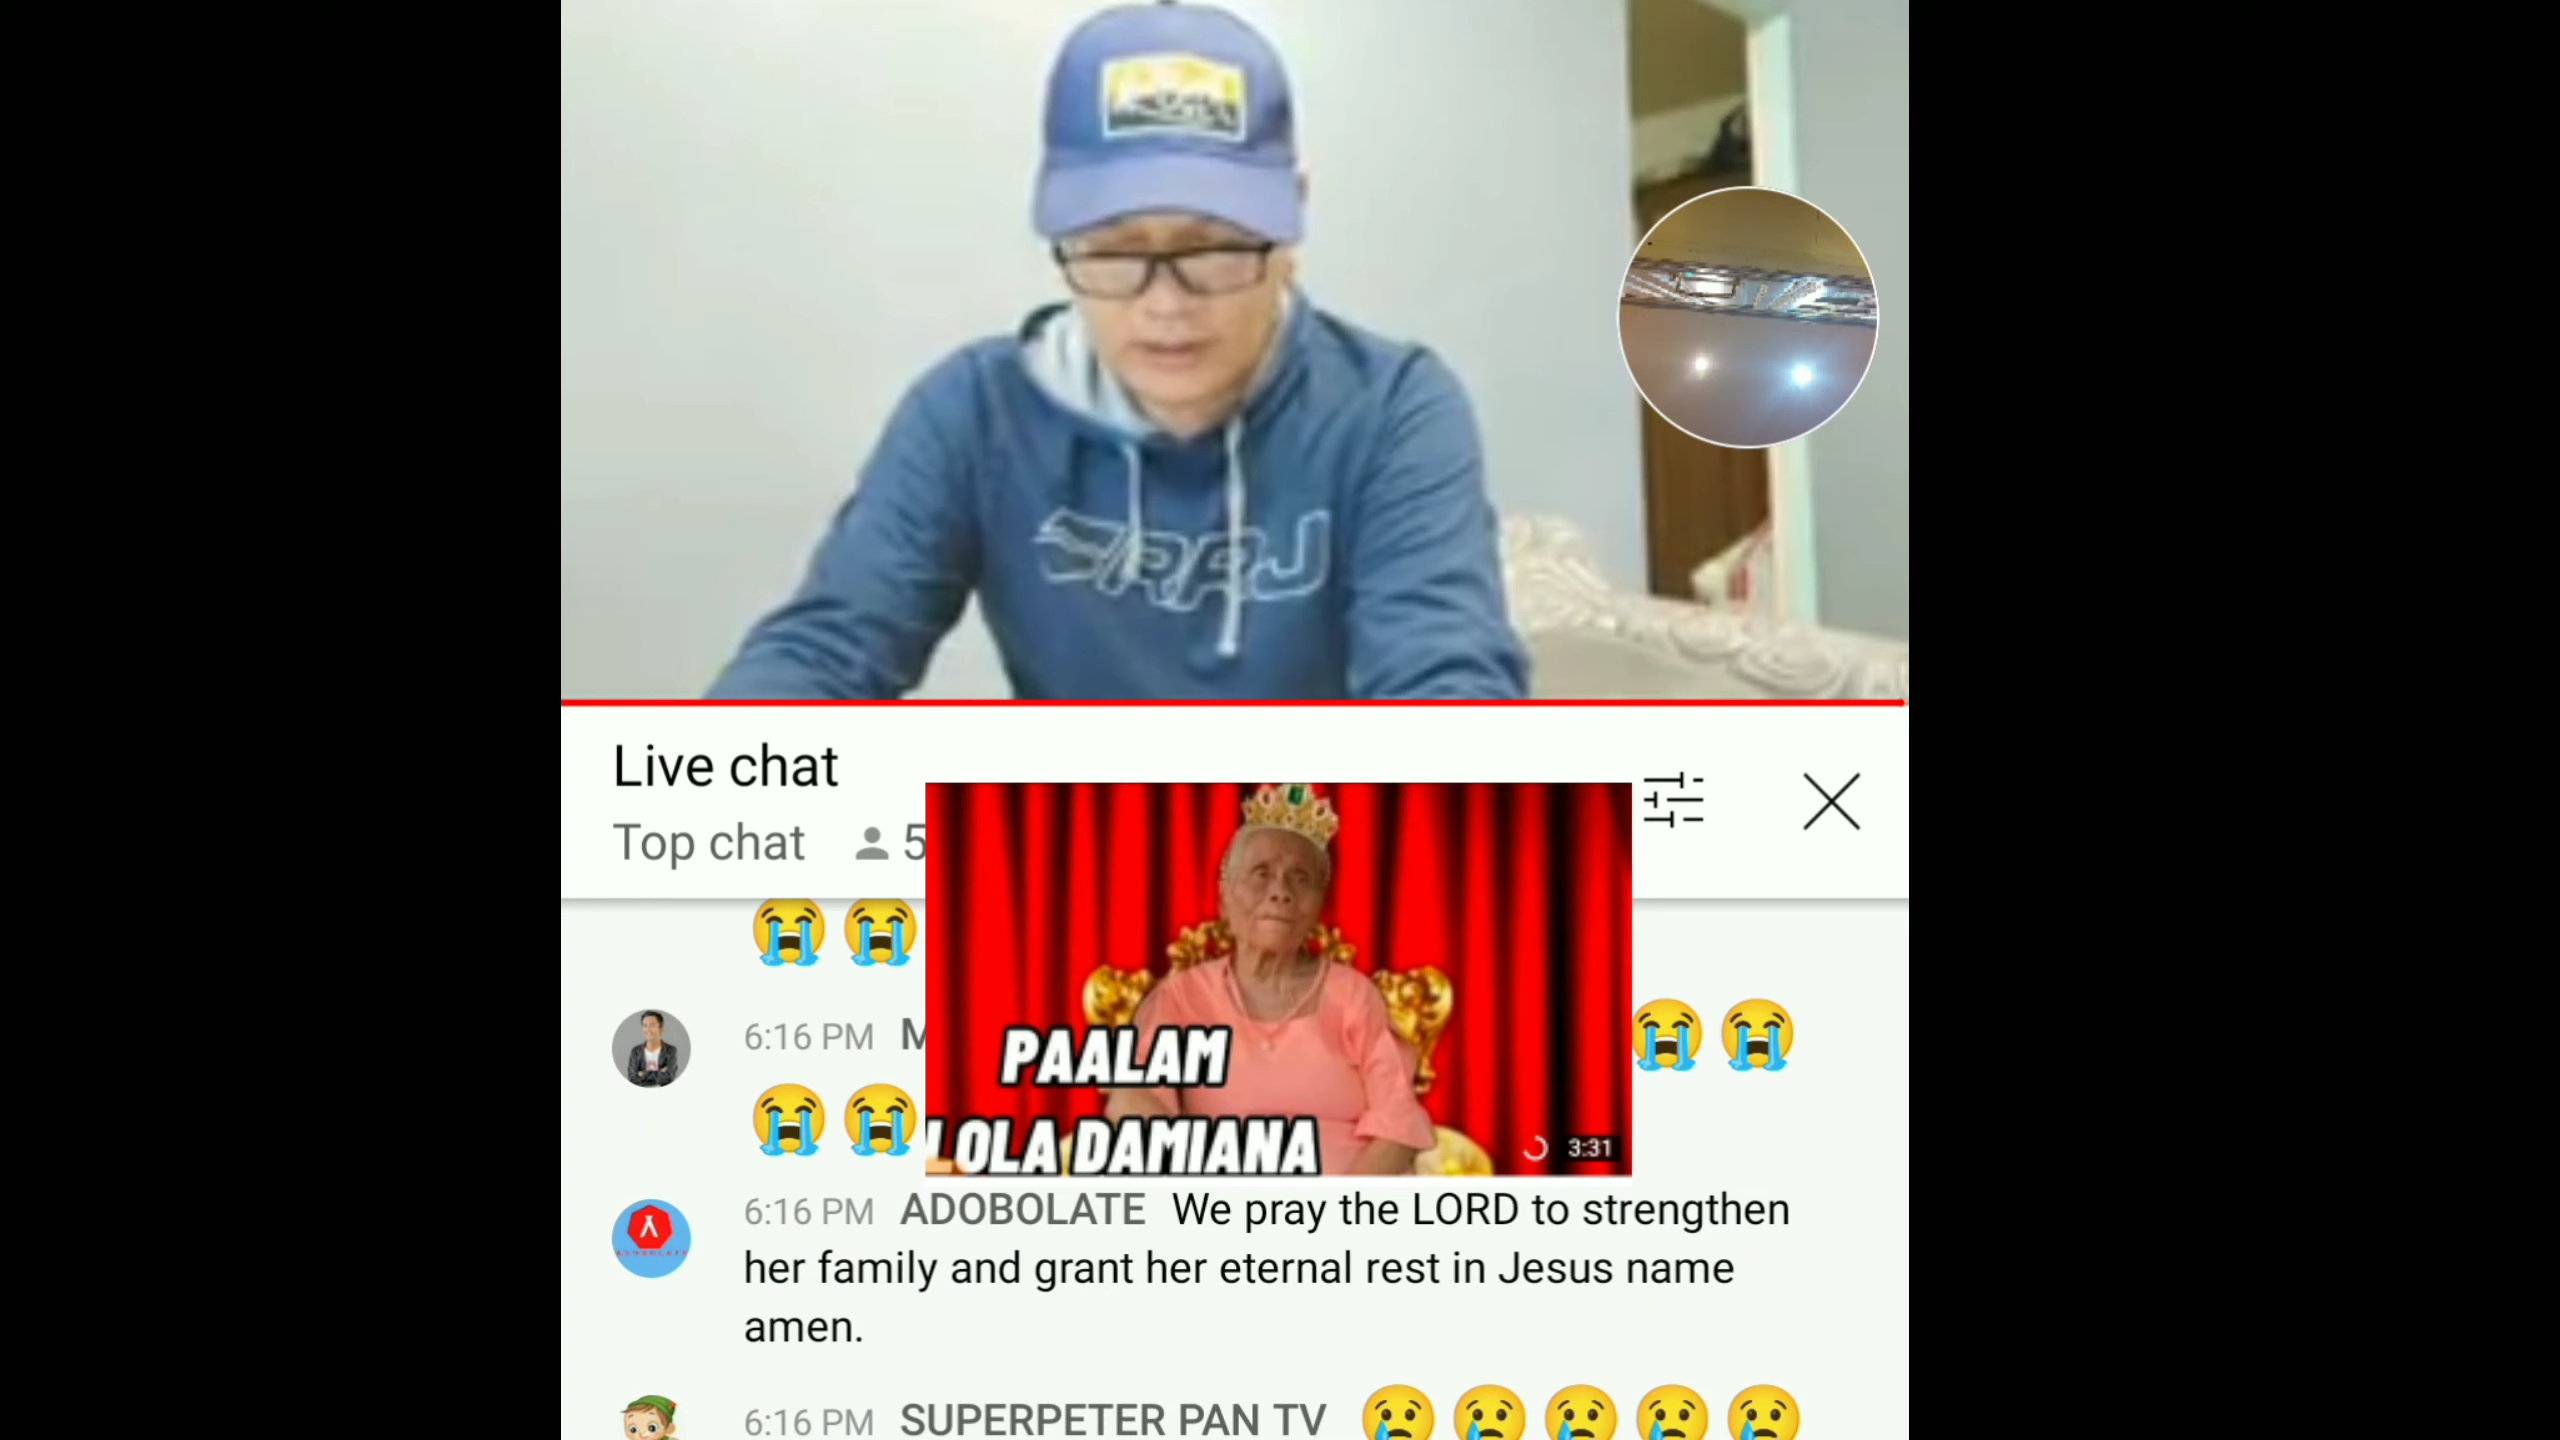 Live chat
Top chat 5
PAALAM
LOLA DAMIANA
3:31
6:16 PM M
6:16 PM ADOBOLATE We pray the LORD to strengthen
her family and grant her eternal rest in Jesus name
amen.
6:16 PM SUPERPETER PAN TV